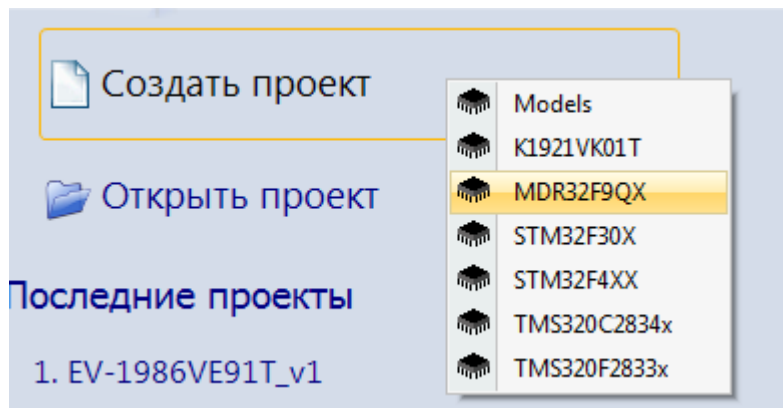 Создать проект
Models
K1921VK01T
MDR32F9QX
STM32F30X
STM32F4XX
TMS320C2834x
TMS320F2833x
Открыть проект
Последние проекты
1. EV-1986VE91T_v1